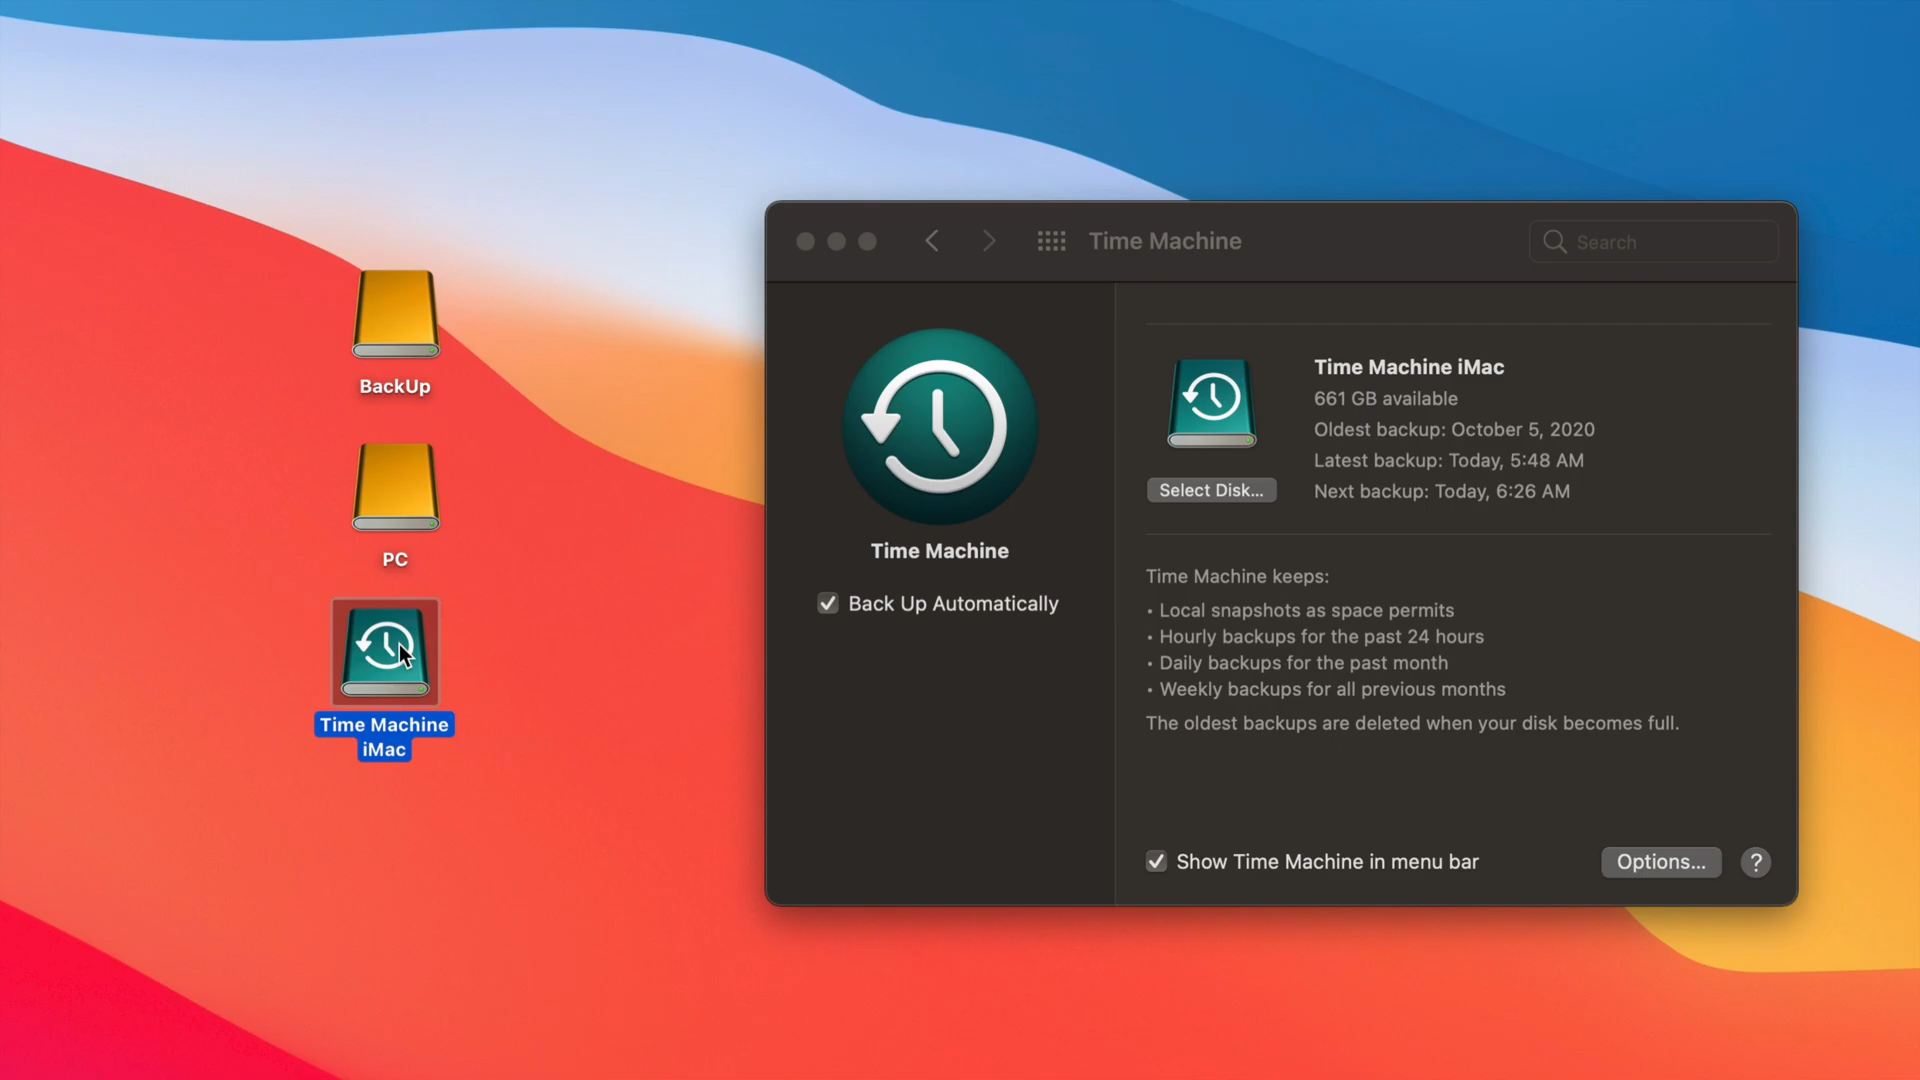 BackUp
PC
Time Machine
iMac
Time Machine
Search
Time Machine
Back Up Automatically
Time Machine iMac
661 GB available
Oldest backup: October 5, 2020
Latest backup: Today, 5:48 AM
Next backup: Today, 6:26 AM
Select Disk...
Time Machine keeps:
• Local snapshots as space permits
• Hourly backups for the past 24 hours
• Daily backups for the past month
• Weekly backups for all previous months
The oldest backups are deleted when your disk becomes full.
Show Time Machine in menu bar
Options...
?